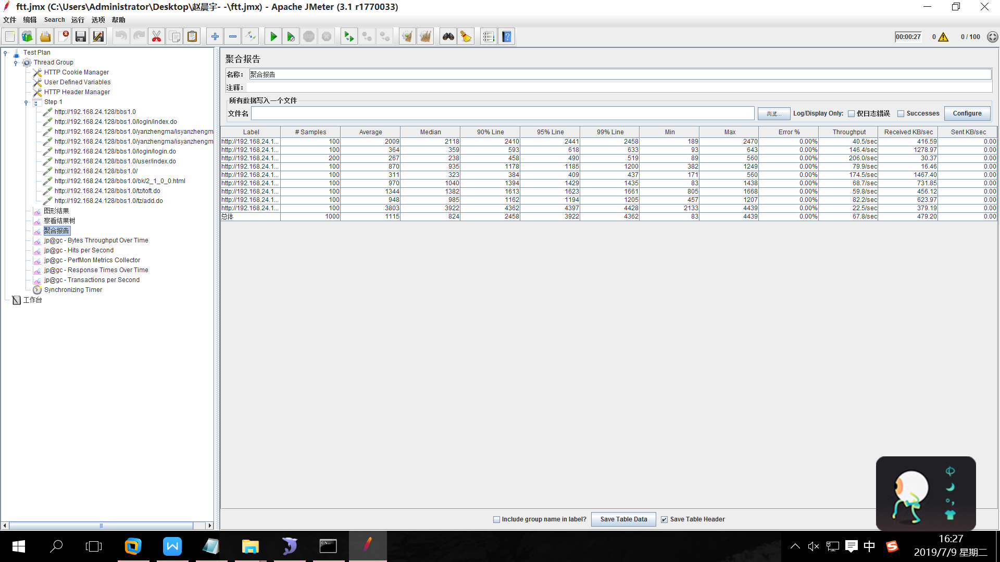 ftt.jmx (C:\Users\Administrator\Desktop\赵晨宇- -\ftt.jmx) - Apache JMeter (3.1 r1770033)
文件 编辑 Search 运行 选项 帮助
00:00:27 0 0 / 100
Test Plan
Thread Group
HTTP Cookie Manager
User Defined Variables
HTTP Header Manager
Step 1
http://192.168.24.128/bbs1.0
http://192.168.24.128/bbs1.0/login/index.do
http://192.168.24.128/bbs1.0/yanzhengma/isyanzhengm
http://192.168.24.128/bbs1.0/yanzhengma/isyanzhengm
http://192.168.24.128/bbs1.0/login/login.do
http://192.168.24.128/bbs1.0/user/index.do
http://192.168.24.128/bbs1.0/
http://192.168.24.128/bbs1.0/bk/2_1_0_0.html
http://192.168.24.128/bbs1.0/tz/toft.do
http://192.168.24.128/bbs1.0/tz/add.do
图形结果
察看结果树
聚合报告
jp@gc - Bytes Throughput Over Time
jp@gc - Hits per Second
jp@gc - PerfMon Metrics Collector
jp@gc - Response Times Over Time
jp@gc - Transactions per Second
Synchronizing Timer
工作台
聚合报告
名称： 聚合报告
注释：
所有数据写入一个文件
文件名 浏览... Log/Display Only: 仅日志错误 Successes Configure
Label # Samples Average Median 90% Line 95% Line 99% Line Min Max Error % Throughput Received KB/sec Sent KB/sec
http://192.168.24.1... 100 2009 2118 2410 2441 2458 189 2470 0.00% 40.5/sec 416.59 0.00
http://192.168.24.1... 100 364 359 593 618 633 93 643 0.00% 146.4/sec 1278.97 0.00
http://192.168.24.1... 200 267 238 458 490 519 89 560 0.00% 206.0/sec 30.37 0.00
http://192.168.24.1... 100 870 935 1178 1185 1200 382 1249 0.00% 79.9/sec 16.46 0.00
http://192.168.24.1... 100 311 323 384 409 437 171 560 0.00% 174.5/sec 1467.40 0.00
http://192.168.24.1... 100 970 1040 1394 1429 1435 83 1438 0.00% 68.7/sec 731.85 0.00
http://192.168.24.1... 100 1344 1382 1613 1623 1661 805 1668 0.00% 59.8/sec 456.12 0.00
http://192.168.24.1... 100 948 985 1162 1194 1205 457 1207 0.00% 82.2/sec 623.97 0.00
http://192.168.24.1... 100 3803 3922 4362 4397 4428 2133 4439 0.00% 22.5/sec 379.19 0.00
总体 1000 1115 824 2458 3922 4362 83 4439 0.00% 67.8/sec 479.20 0.00
Include group name in label? Save Table Data Save Table Header
中
16:27
2019/7/9 星期二